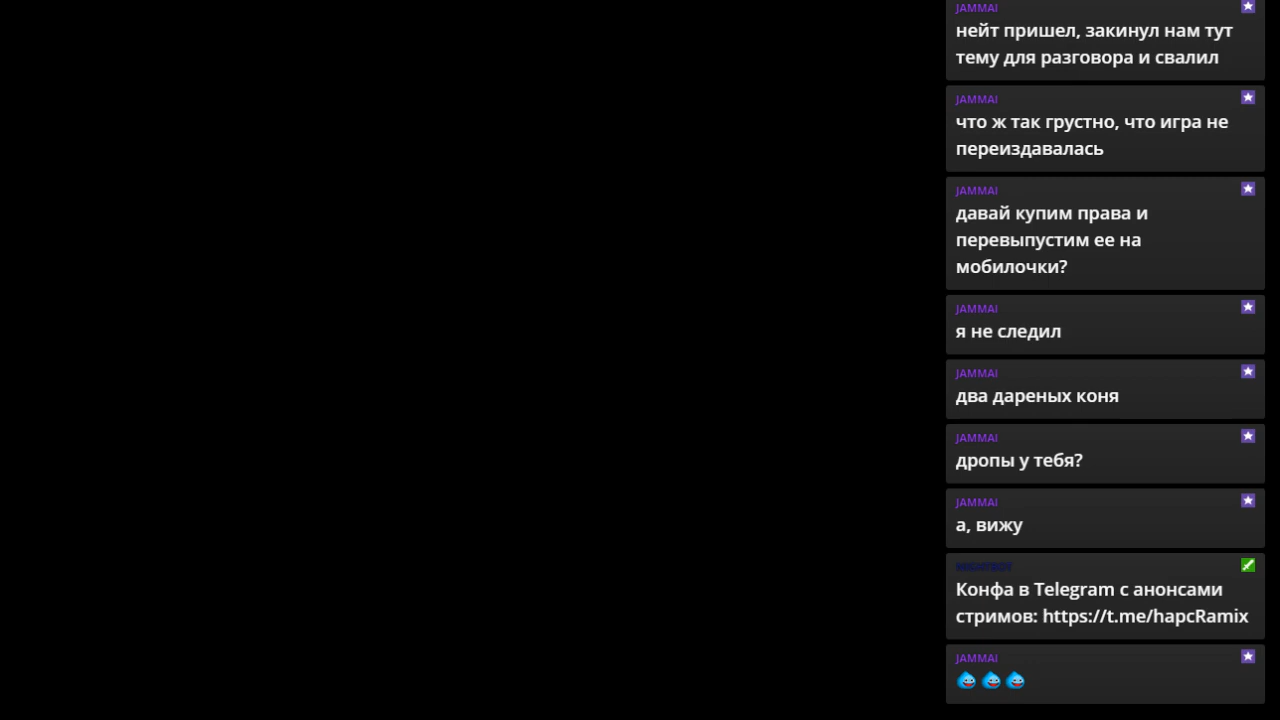 JAMMAI
нейт пришел, закинул нам тут
тему для разговора и свалил
JAMMAI
что ж так грустно, что игра не
переиздавалась
JAMMAI
давай купим права и
перевыпустим ее на
мобилочки?
JAMMAI
я не следил
JAMMAI
два дареных коня
JAMMAI
дропы у тебя?
JAMMAI
а, вижу
Конфа в Telegram с анонсами
стримов: https://t.me/hapcRamix
JAMMAI